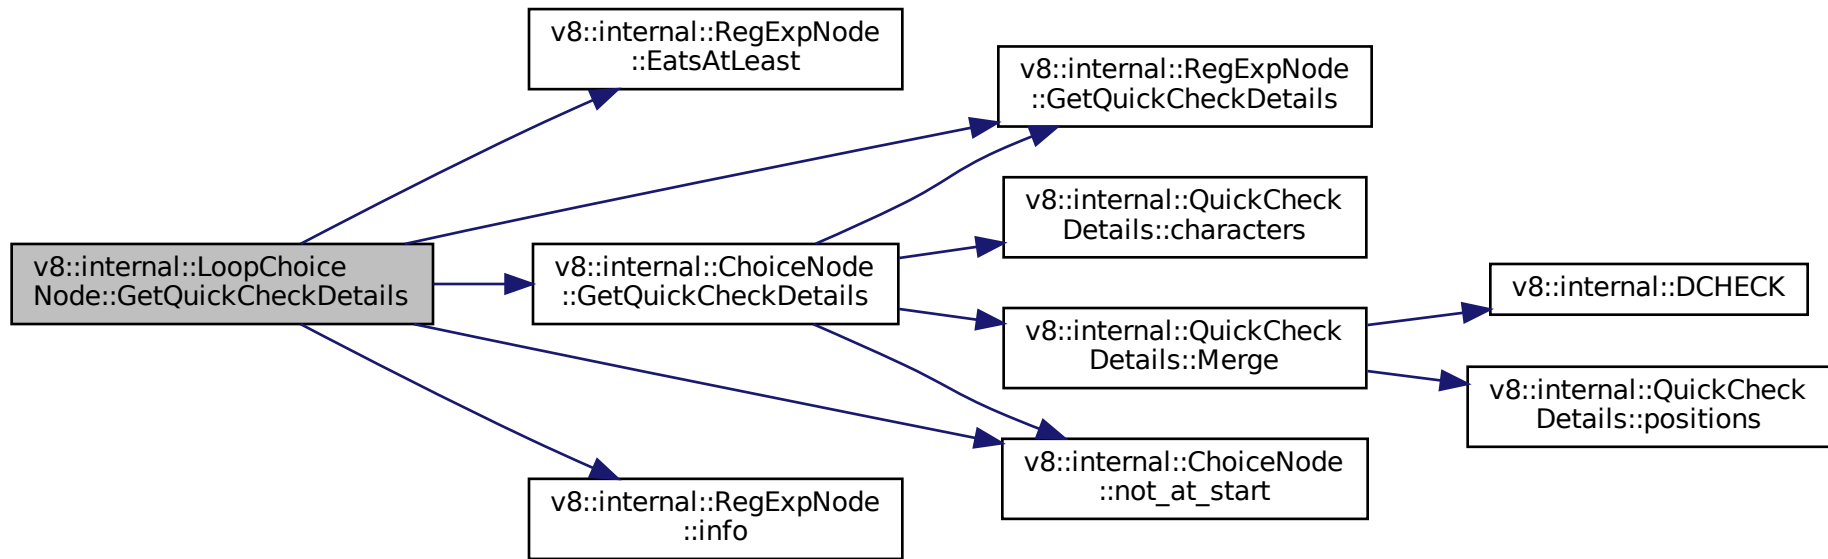 v8::internal::RegExpNode
::EatsAtLeast
v8::internal::RegExpNode
::GetQuickCheckDetails
v8::internal::QuickCheck
Details::characters
v8::internal::LoopChoice
Node::GetQuickCheckDetails
v8::internal::ChoiceNode
::GetQuickCheckDetails
v8::internal::DCHECK
v8::internal::QuickCheck
Details::Merge
v8::internal::QuickCheck
Details::positions
v8::internal::ChoiceNode
::not_at_start
v8::internal::RegExpNode
::info